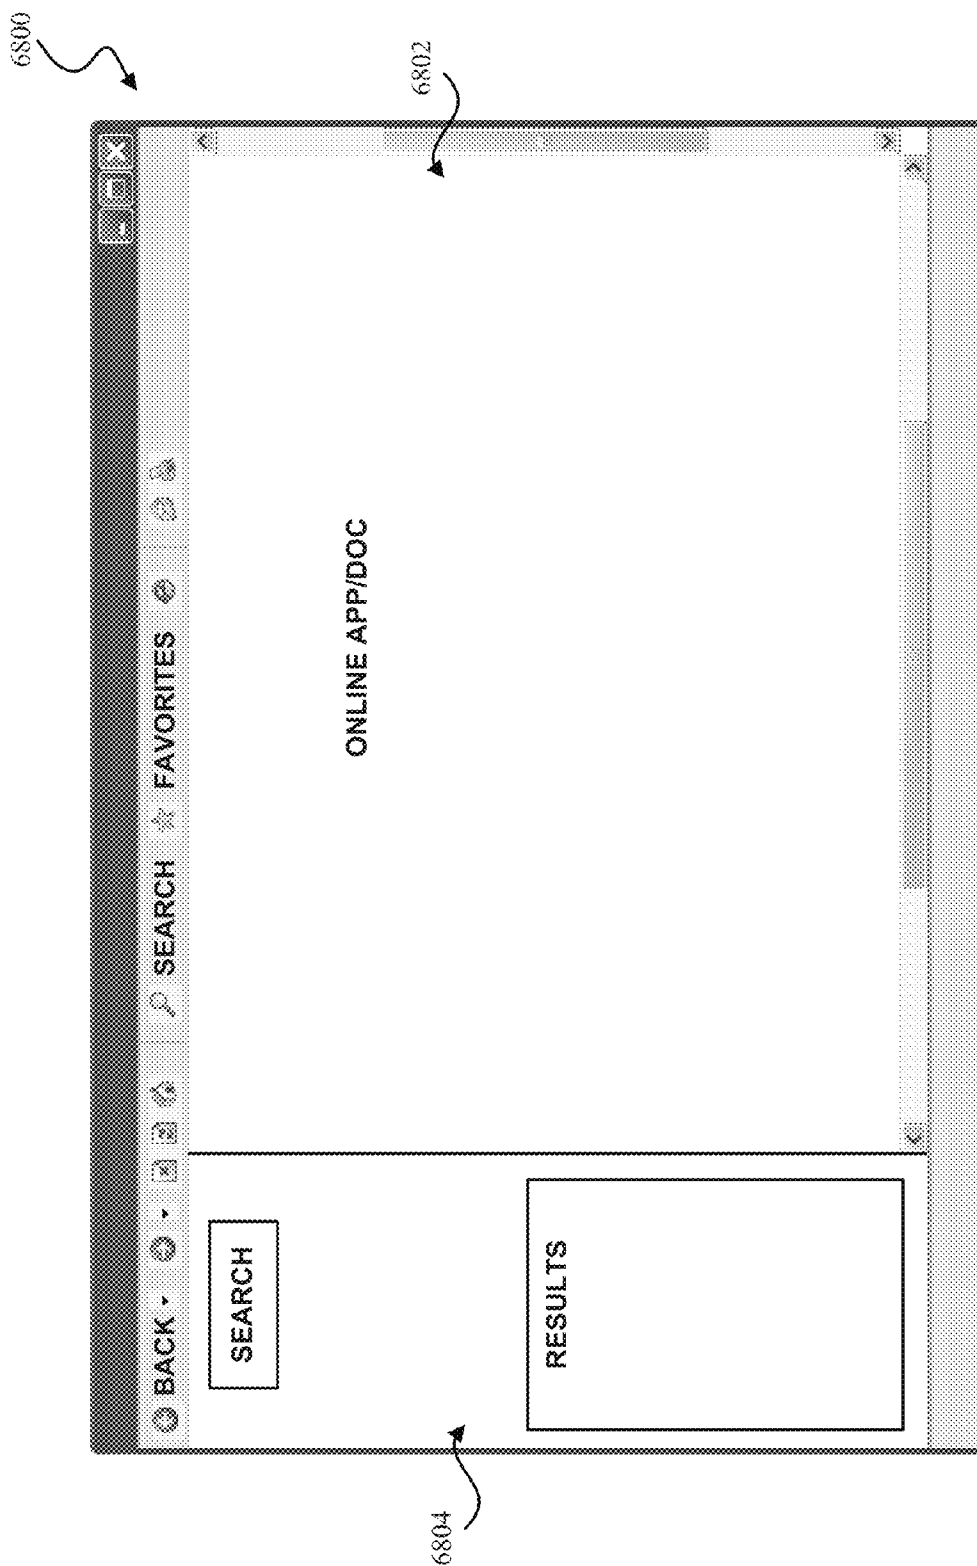 6800
BACK SEARCH FAVORITES
6802
SEARCH
ONLINE APP/DOC
RESULTS
6804